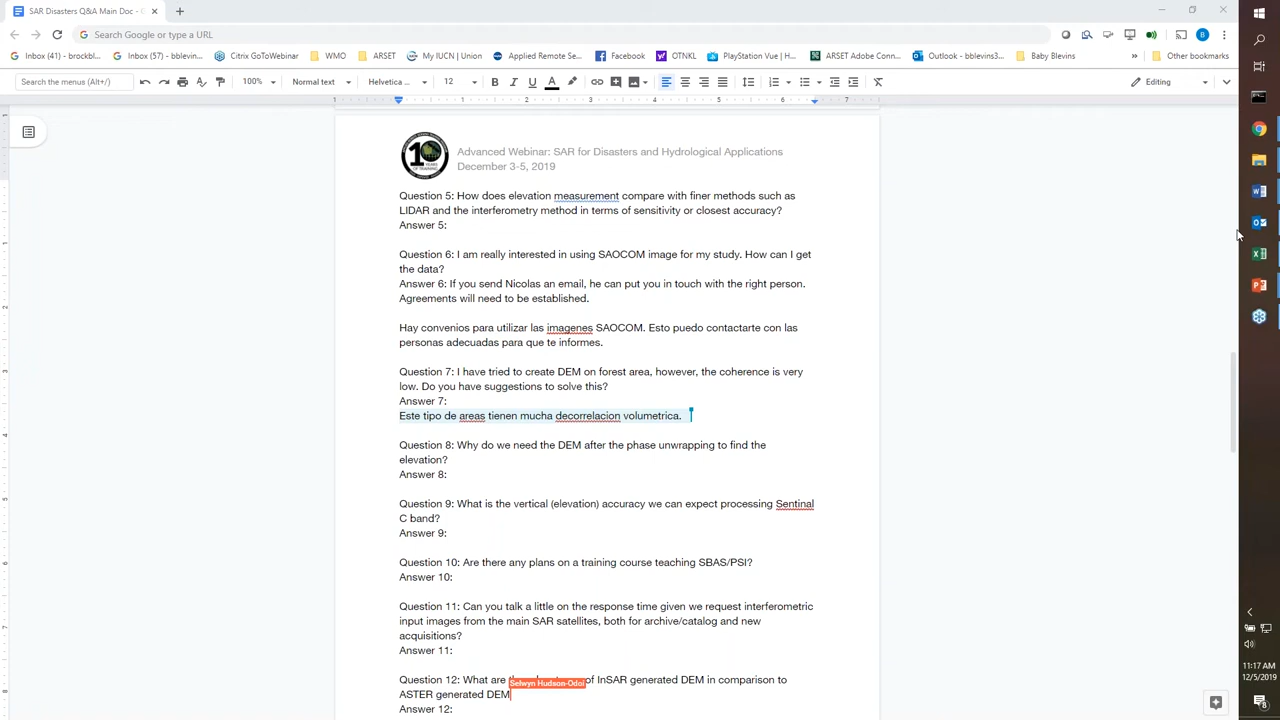 SAR Disasters Q&A Main Doc - G
Search Google or type a URL
Inbox (41) - brockbl...
Inbox (57) - bblevin...
Citrix GoToWebinar
WMO
ARSET
My IUCN | Union
Applied Remote Se...
Facebook
OTNKL
PlayStation Vue | H...
ARSET Adobe Conn...
Outlook - bblevins3...
Baby Blevins
Other bookmarks
Search the menus (Alt+/)
100%
Normal text
Helvetica ...
12
Editing
10
Advanced Webinar: SAR for Disasters and Hydrological Applications
December 3-5, 2019
Question 5: How does elevation measurement compare with finer methods such as
LIDAR and the interferometry method in terms of sensitivity or closest accuracy?
Answer 5:
Question 6: I am really interested in using SAOCOM image for my study. How can I get
the data?
Answer 6: If you send Nicolas an email, he can put you in touch with the right person.
Agreements will need to be established.
Hay convenios para utilizar las imagenes SAOCOM. Esto puedo contactarte con las
personas adecuadas para que te informes.
Question 7: I have tried to create DEM on forest area, however, the coherence is very
low. Do you have suggestions to solve this?
Answer 7:
Este tipo de areas tienen mucha decorrelacion volumetrica.
Question 8: Why do we need the DEM after the phase unwrapping to find the
elevation?
Answer 8:
Question 9: What is the vertical (elevation) accuracy we can expect processing Sentinal
C band?
Answer 9:
Question 10: Are there any plans on a training course teaching SBAS/PSI?
Answer 10:
Question 11: Can you talk a little on the response time given we request interferometric
input images from the main SAR satellites, both for archive/catalog and new
acquisitions?
Answer 11:
Question 12: What are of InSAR generated DEM in comparison to
Selwyn Hudson-Odoi
ASTER generated DEM
Answer 12:
11:17 AM
12/5/2019